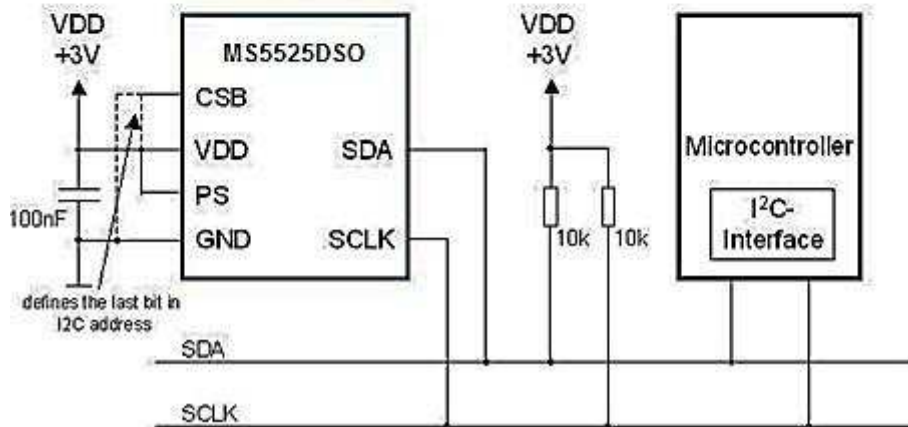 VDD
+3V
MS5525DSO
CSB
VDD
PS
GND
SDA
SCLK
100nF
defines the last bit in
I2C address
VDD
+3V
10k
10k
Microcontroller
I²C-
Interface
SDA
SCLK